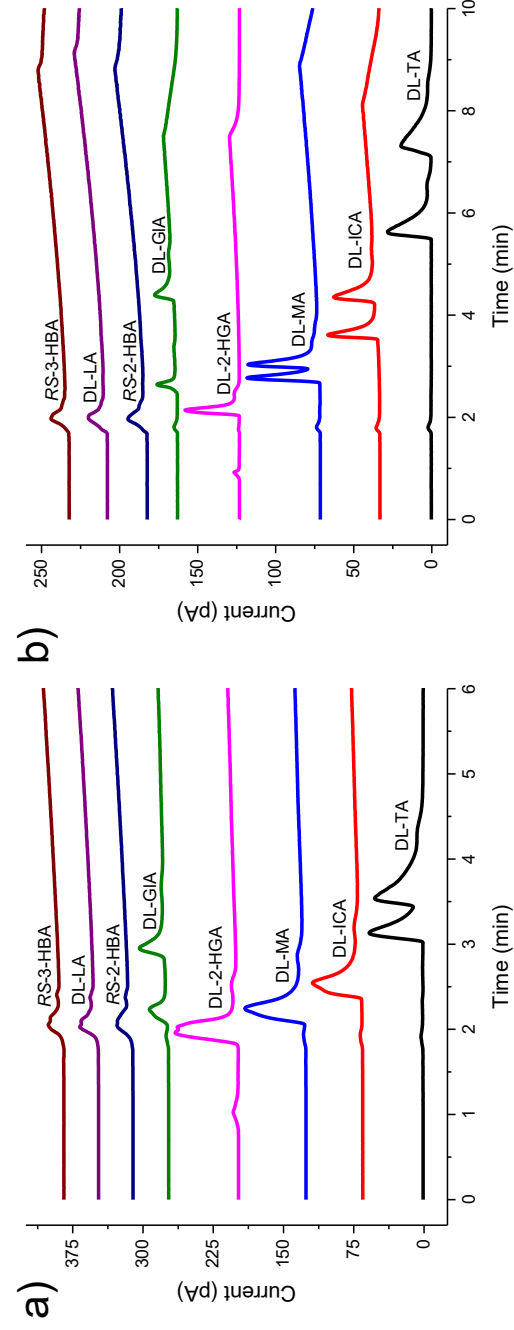 a)
Current (pA)
375
300
225
150
75
0
RS-3-HBA
DL-LA
RS-2-HBA
DL-GIA
DL-2-HGA
DL-MA
DL-ICA
DL-TA
0 1 2 3 4 5 6
Time (min)
b)
Current (pA)
250
200
150
100
50
0
RS-3-HBA
DL-LA
RS-2-HBA
DL-GIA
DL-2-HGA
DL-MA
DL-ICA
DL-TA
0 2 4 6 8 10
Time (min)